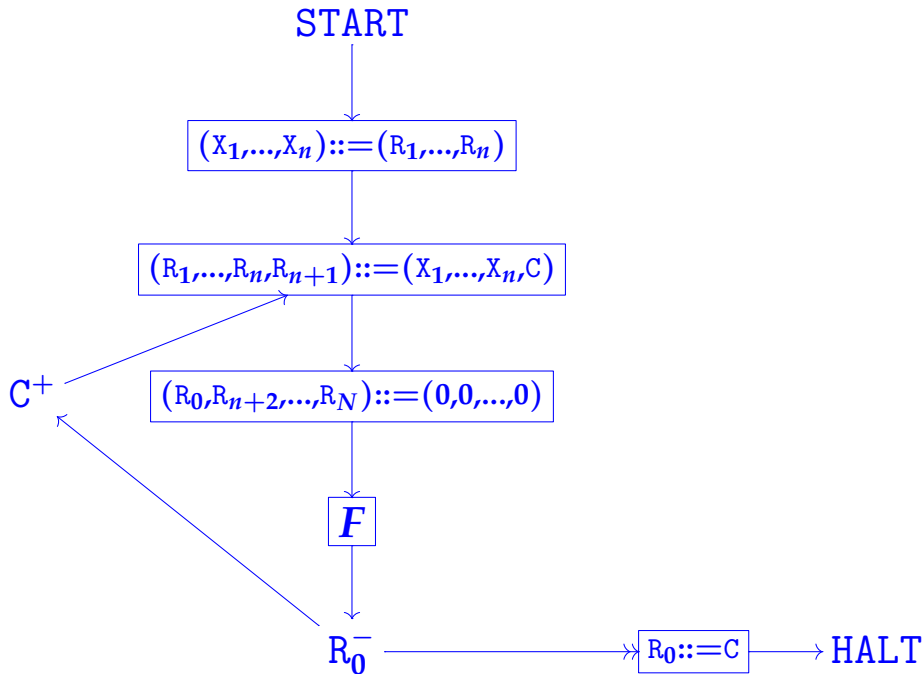 START
(X₁,...,Xₙ)::=(R₁,...,Rₙ)
(R₁,...,Rₙ,Rₙ₊₁)::=(X₁,...,Xₙ,C)
C⁺
(R₀,Rₙ₊₂,...,R_N)::=(0,0,...,0)
F
R₀⁻
R₀::=C
HALT